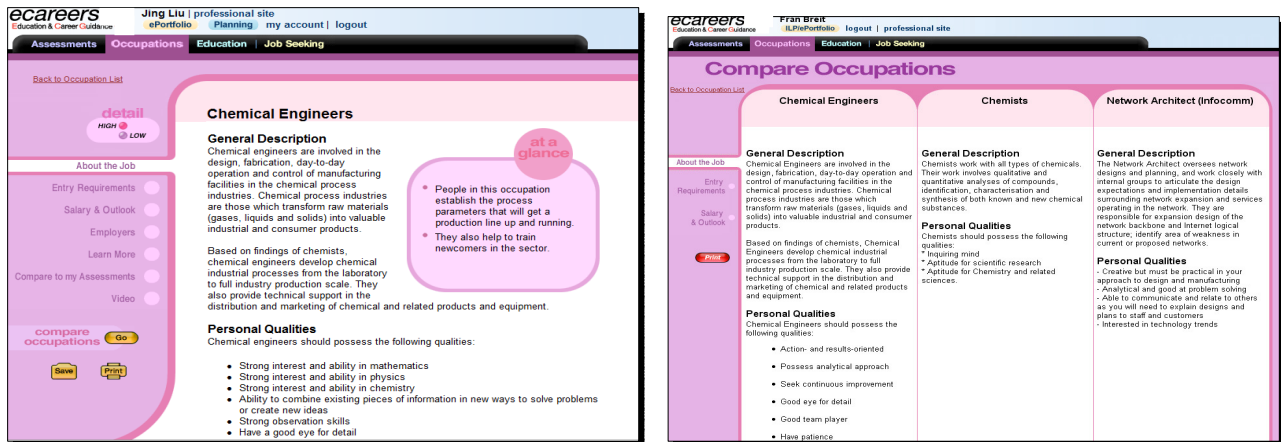 ecareers
Education & Career Guidance
Jing Liu | professional site
ePortfolio Planning my account | logout
Assessments Occupations Education | Job Seeking
Back to Occupation List
detail
HIGH
LOW
About the Job
Entry Requirements
Salary & Outlook
Employers
Learn More
Compare to my Assessments
Video
compare
occupations Go
Save Print
Chemical Engineers
General Description
Chemical engineers are involved in the
design, fabrication, day-to-day
operation and control of manufacturing
facilities in the chemical process
industries. Chemical process industries
are those which transform raw materials
(gases, liquids and solids) into valuable
industrial and consumer products.
Based on findings of chemists,
chemical engineers develop chemical
industrial processes from the laboratory
to full industry production scale. They
also provide technical support in the
distribution and marketing of chemical and related products and equipment.
at a
glance
• People in this occupation
establish the process
parameters that will get a
production line up and running.
• They also help to train
newcomers in the sector.
Personal Qualities
Chemical engineers should possess the following qualities:
• Strong interest and ability in mathematics
• Strong interest and ability in physics
• Strong interest and ability in chemistry
• Ability to combine existing pieces of information in new ways to solve problems
or create new ideas
• Strong observation skills
• Have a good eye for detail
ecareers
Education & Career Guidance
Fran Breit
ILP/ePortfolio logout | professional site
Assessments Occupations Education | Job Seeking
Compare Occupations
Back to Occupation List
About the Job
Entry
Requirements
Salary
& Outlook
Print
Chemical Engineers
General Description
Chemical Engineers are involved in the
design, fabrication, day-to-day operation and
control of manufacturing facilities in the
chemical process industries. Chemical
process industries are those which
transform raw materials (gases, liquids and
solids) into valuable industrial and consumer
products.
Based on findings of chemists, Chemical
Engineers develop chemical industrial
processes from the laboratory to full
industry production scale. They also provide
technical support in the distribution and
marketing of chemical and related products
and equipment.
Personal Qualities
Chemical Engineers should possess the
following qualities:
• Action- and results-oriented
• Possess analytical approach
• Seek continuous improvement
• Good eye for detail
• Good team player
• Have patience
Chemists
General Description
Chemists work with all types of chemicals.
Their work involves qualitative and
quantitative analyses of compounds,
identification, characterisation and
synthesis of both known and new chemical
substances.
Personal Qualities
Chemists should possess the following
qualities:
* Inquiring mind
* Aptitude for scientific research
* Aptitude for Chemistry and related
sciences.
Network Architect (Infocomm)
General Description
The Network Architect oversees network
designs and planning, and work closely with
internal groups to articulate the design
expectations and implementation details
surrounding network expansion and services
operating in the network. They are
responsible for expansion design of the
network backbone and Internet logical
structure; identify area of weakness in
current or proposed networks.
Personal Qualities
- Creative but must be practical in your
approach to design and manufacturing
- Analytical and good at problem solving
- Able to communicate and relate to others
as you will need to explain designs and
plans to staff and customers
- Interested in technology trends